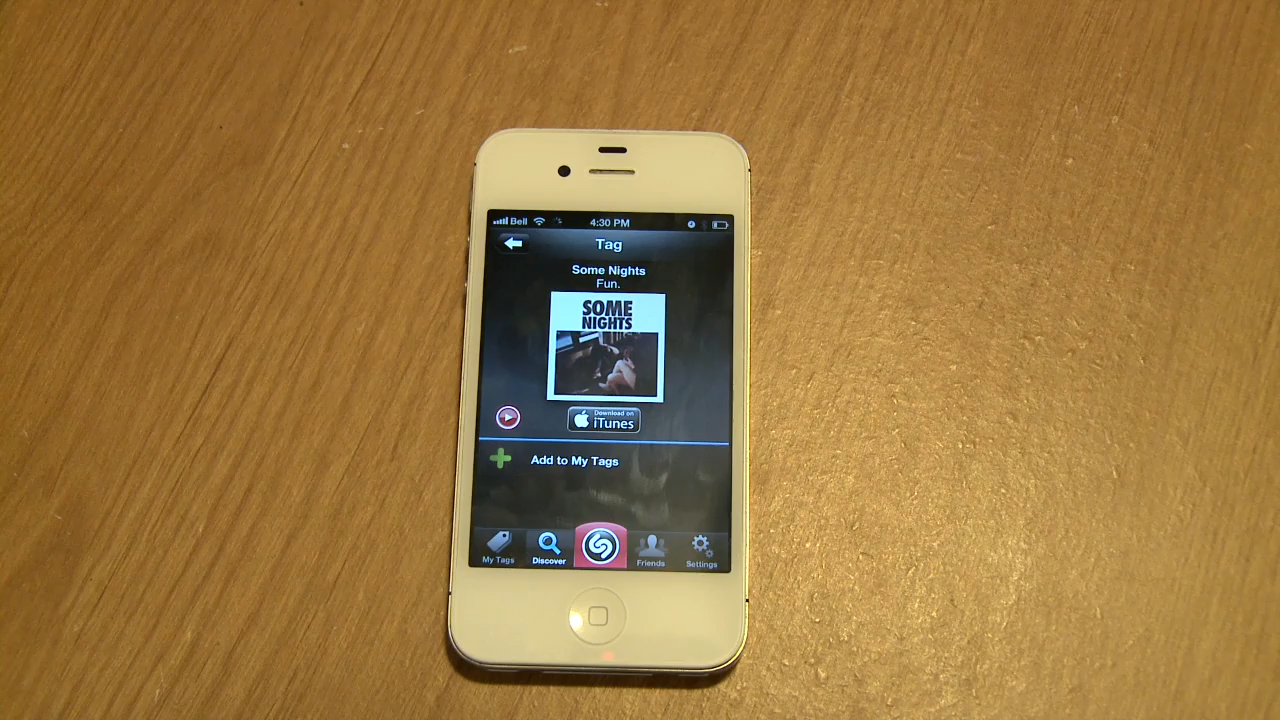 Bell 4:30 PM
Tag
Some Nights
Fun.
SOME
NIGHTS
Download on
iTunes
Add to My Tags
My Tags Discover Friends Settings